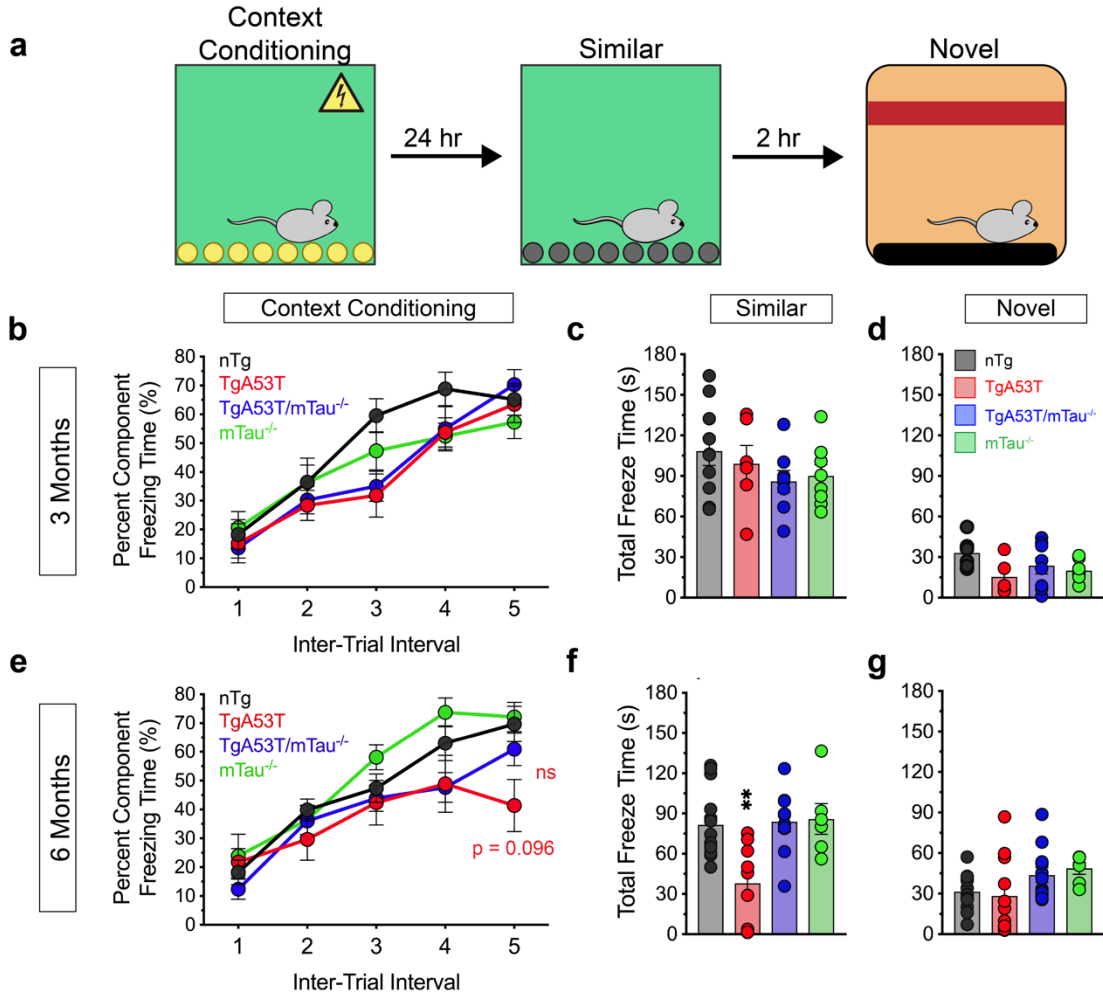 a
Context
Conditioning
Similar
Novel
24 hr
2 hr
Context Conditioning
Similar
Novel
b
3 Months
Percent Component
Freezing Time (%)
80
70
60
50
40
30
20
10
0
nTg
TgA53T
TgA53T/mTau-/-
mTau-/-
1 2 3 4 5
Inter-Trial Interval
c
Total Freeze Time (s)
180
150
120
90
60
30
0
d
180
150
120
90
60
30
0
nTg
TgA53T
TgA53T/mTau-/-
mTau-/-
e
6 Months
Percent Component
Freezing Time (%)
80
70
60
50
40
30
20
10
0
nTg
TgA53T
TgA53T/mTau-/-
mTau-/-
ns
p = 0.096
1 2 3 4 5
Inter-Trial Interval
f
Total Freeze Time (s)
180
150
120
90
60
30
0
**
g
180
150
120
90
60
30
0